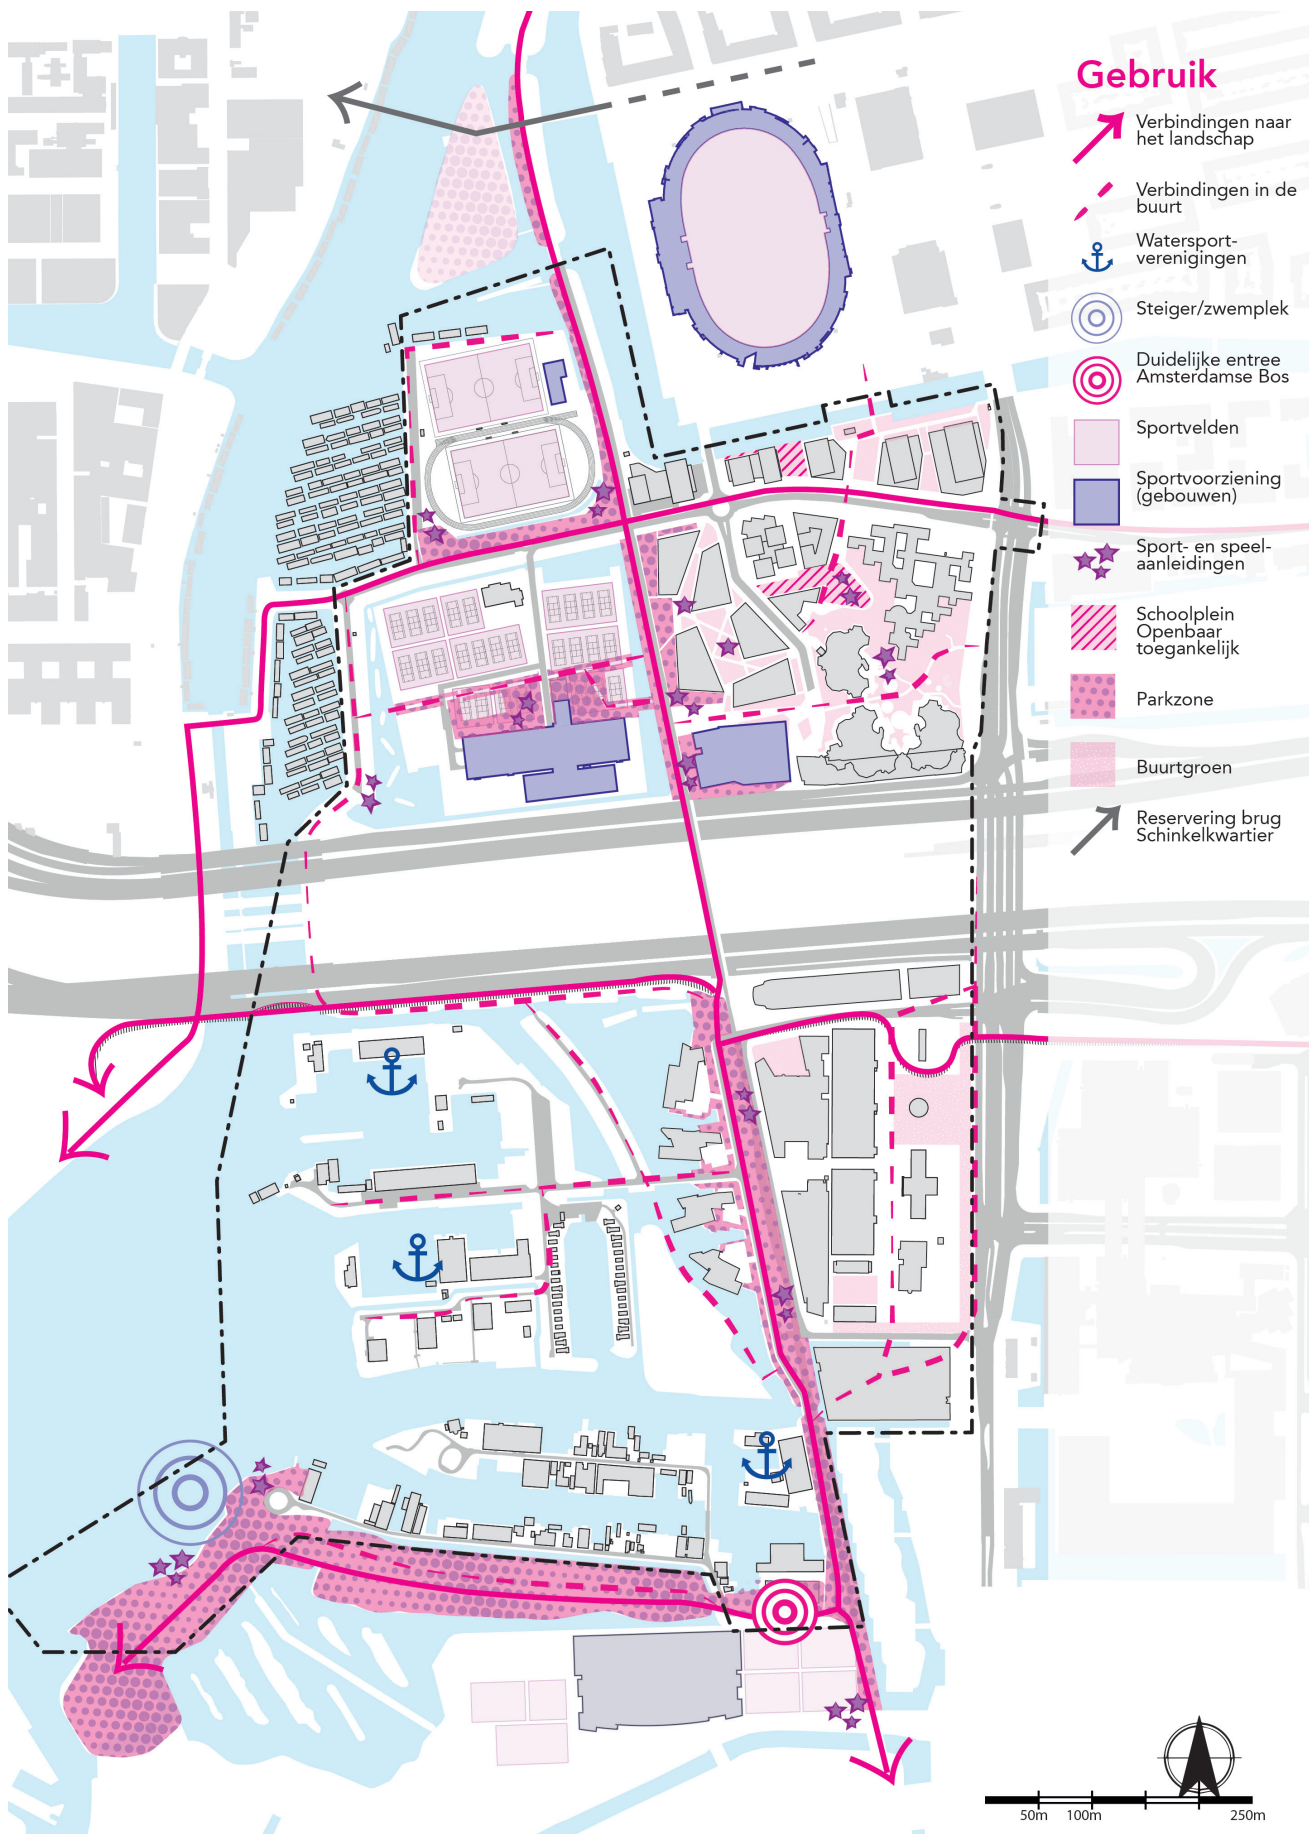 Gebruik
Verbindingen naar
het landschap
Verbindingen in de
buurt
Watersport-
verenigingen
Steiger/zwemplek
Duidelijke entree
Amsterdamse Bos
Sportvelden
Sportvoorziening
(gebouwen)
Sport- en speel-
aanleidingen
Schoolplein
Openbaar
toegankelijk
Parkzone
Buurtgroen
Reservering brug
Schinkelkwartier
50m 100m 250m